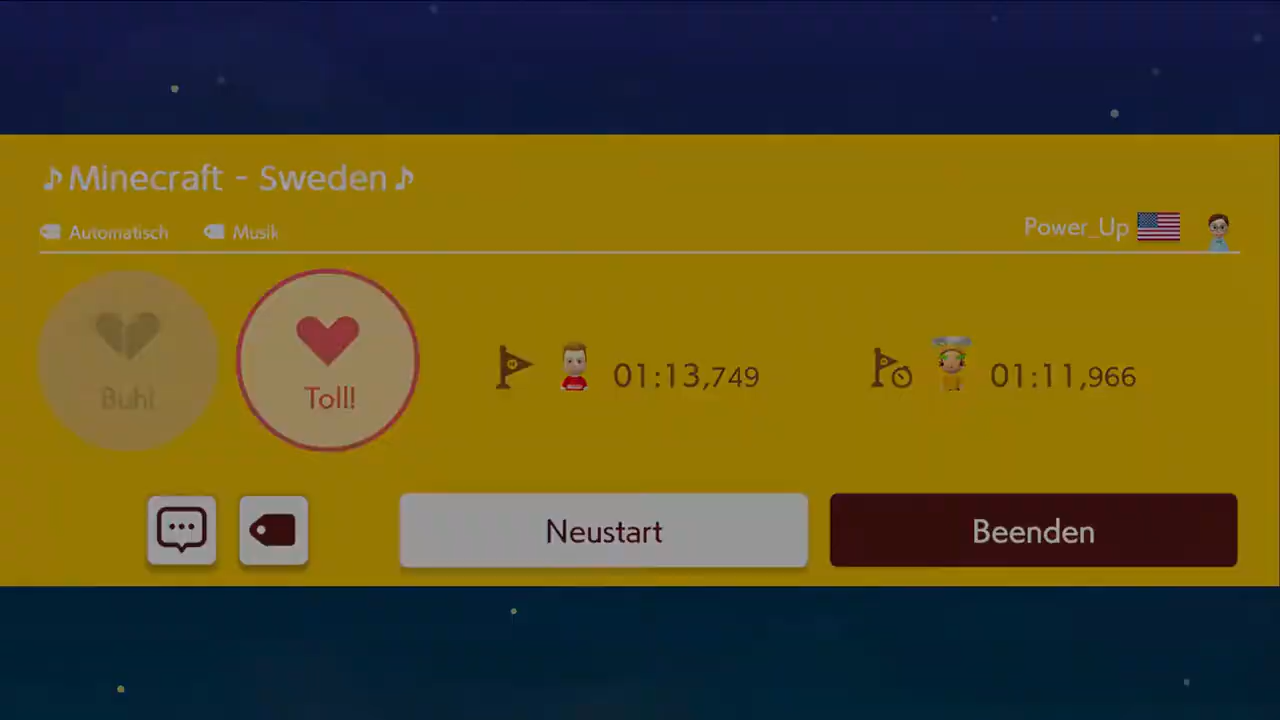 ♪Minecraft - Sweden♪
Automatisch Musik
Power_Up
Buh! Toll!
01:13,749 01:11,966
Neustart Beenden